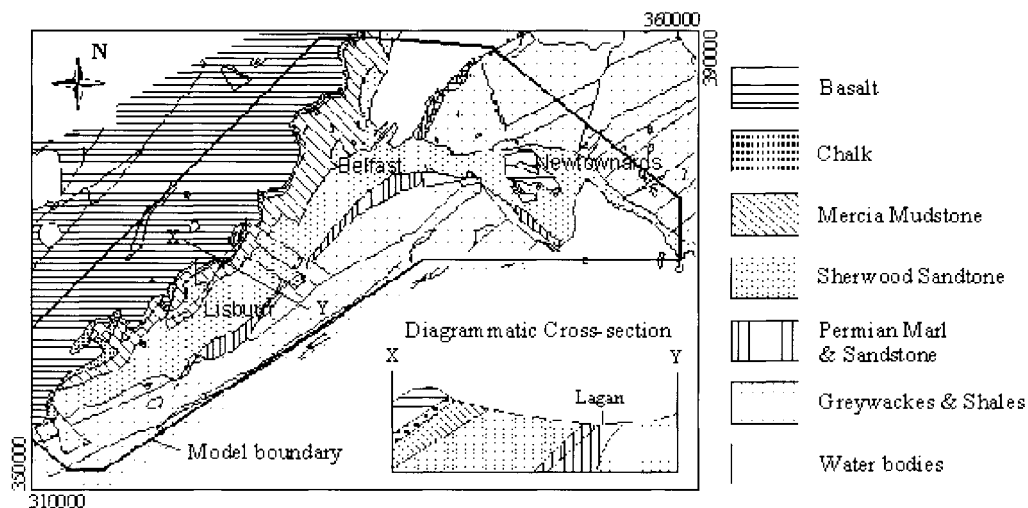 360000
390000
N
Belfast
Newtownards
X
Y
Lisburn
Diagrammatic Cross-section
X
Y
Lagan
Model boundary
350000
310000
Basalt
Chalk
Mercia Mudstone
Sherwood Sandtone
Permian Marl
& Sandstone
Greywackes & Shales
Water bodies